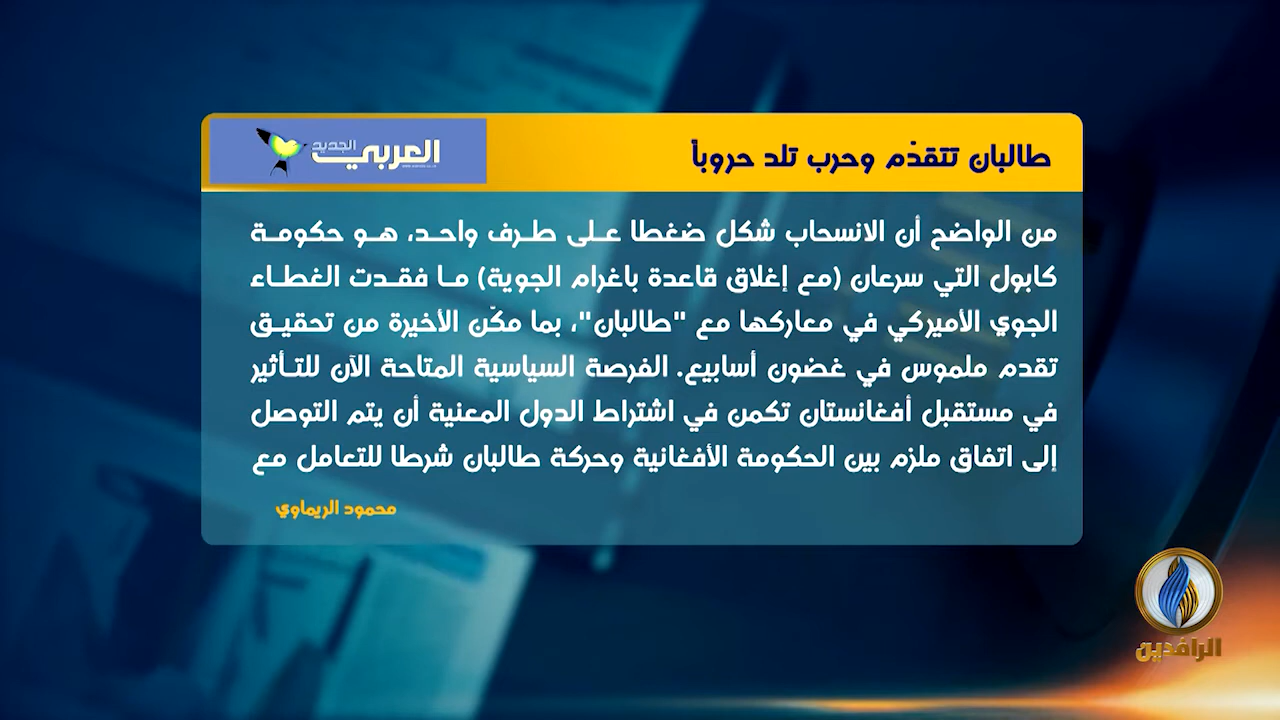 طالبان تتقدّم وحرب تلد حروباً
العربي الجديد
من الواضح أن الانسحاب شكل ضغطا على طرف واحد، هو حكومة
كابول التي سرعان (مع إغلاق قاعدة باغرام الجوية) ما فقدت الغطاء
الجوي الأميركي في معاركها مع "طالبان"، بما مكّن الأخيرة من تحقيق
تقدم ملموس في غضون أسابيع. الفرصة السياسية المتاحة الآن للتأثير
في مستقبل أفغانستان تكمن في اشتراط الدول المعنية أن يتم التوصل
إلى اتفاق ملزم بين الحكومة الأفغانية وحركة طالبان شرطا للتعامل مع
محمود الريماوي
الرافدين